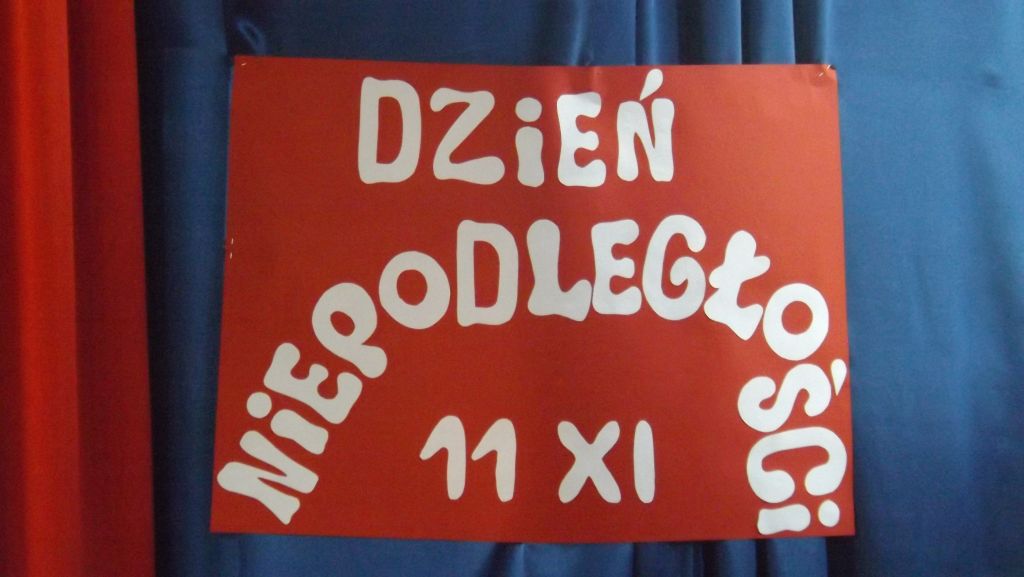 DZiEŃ
NiEPODLEGŁOŚCi
11 XI